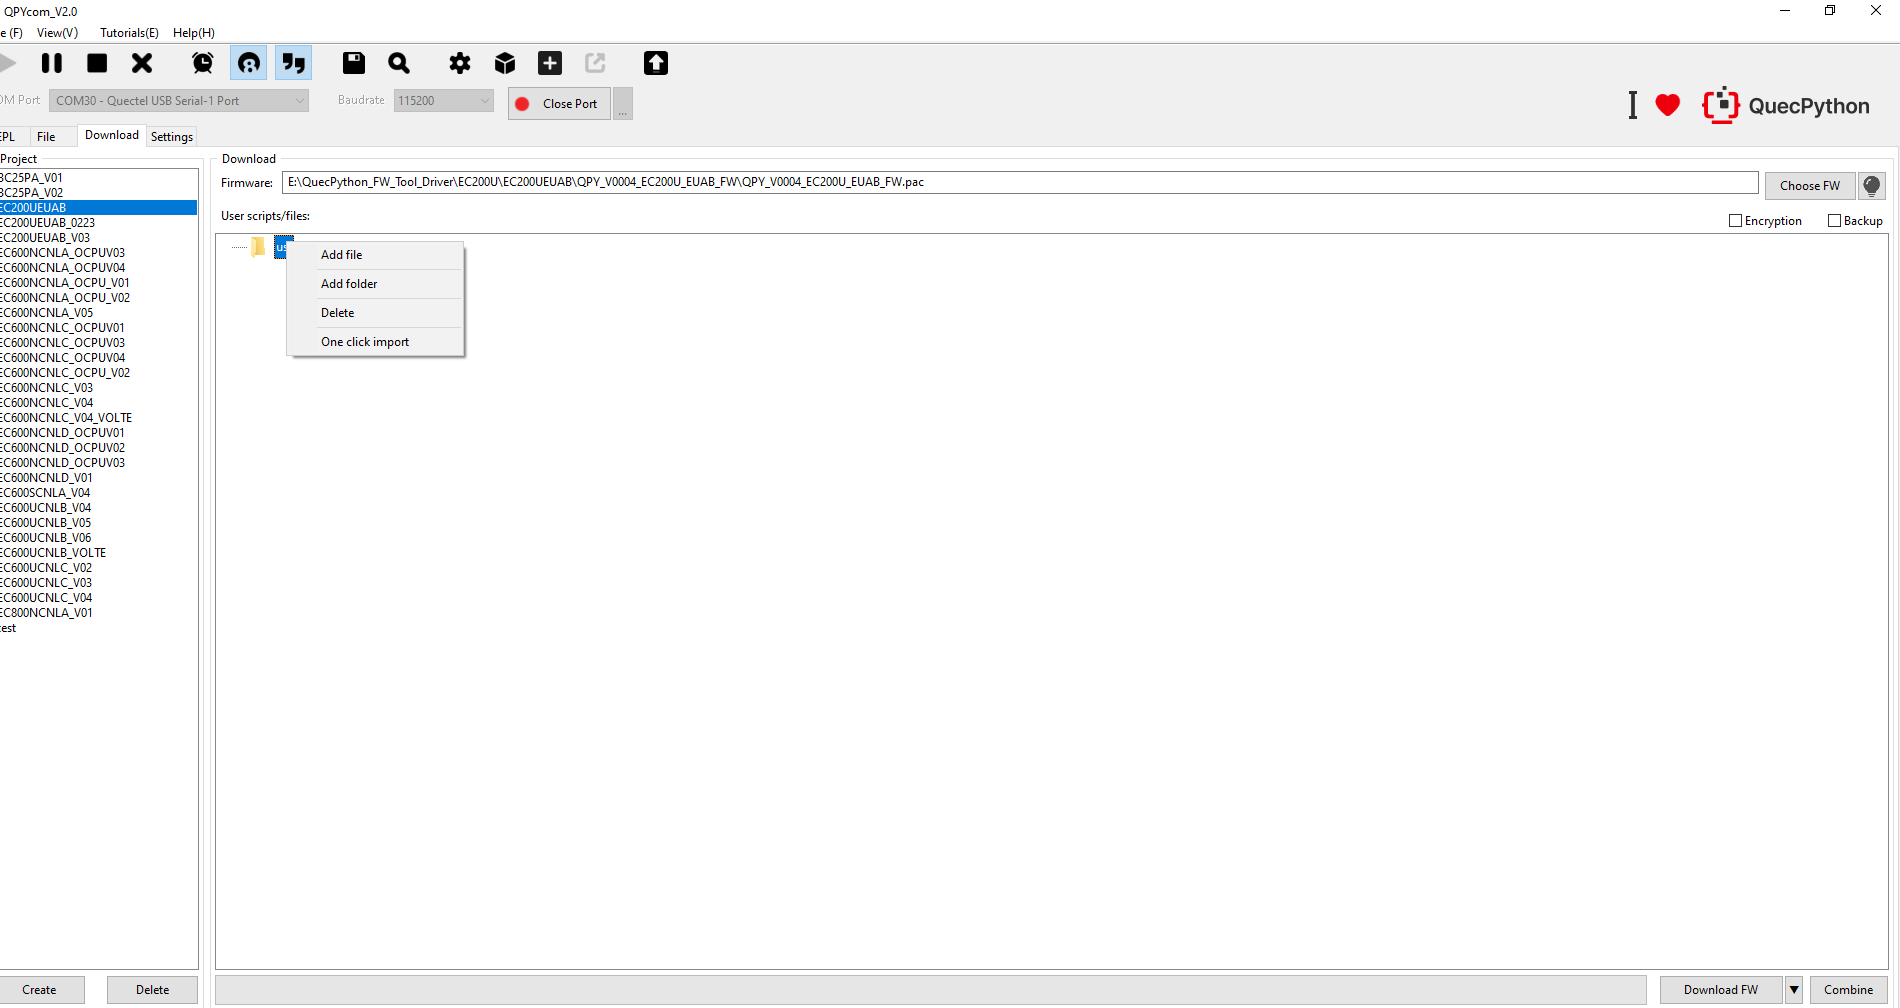 QPYcom_V2.0
e (F) View(V) Tutorials(E) Help(H)
OM Port COM30 - Quectel USB Serial-1 Port Baudrate 115200 Close Port ...
QuecPython
EPL File Download Settings
Project
BC25PA_V01
BC25PA_V02
EC200UEUAB
EC200UEUAB_0223
EC200UEUAB_V03
EC600NCNLA_OCPUV03
EC600NCNLA_OCPUV04
EC600NCNLA_OCPU_V01
EC600NCNLA_OCPU_V02
EC600NCNLA_V05
EC600NCNLC_OCPUV01
EC600NCNLC_OCPUV03
EC600NCNLC_OCPUV04
EC600NCNLC_OCPU_V02
EC600NCNLC_V03
EC600NCNLC_V04
EC600NCNLC_V04_VOLTE
EC600NCNLD_OCPUV01
EC600NCNLD_OCPUV02
EC600NCNLD_OCPUV03
EC600NCNLD_V01
EC600SCNLA_V04
EC600UCNLB_V04
EC600UCNLB_V05
EC600UCNLB_V06
EC600UCNLB_VOLTE
EC600UCNLC_V02
EC600UCNLC_V03
EC600UCNLC_V04
EC800NCNLA_V01
test
Create Delete
Download
Firmware: E:\QuecPython_FW_Tool_Driver\EC200U\EC200UEUAB\QPY_V0004_EC200U_EUAB_FW\QPY_V0004_EC200U_EUAB_FW.pac Choose FW
User scripts/files: Encryption Backup
us
Add file
Add folder
Delete
One click import
Download FW Combine